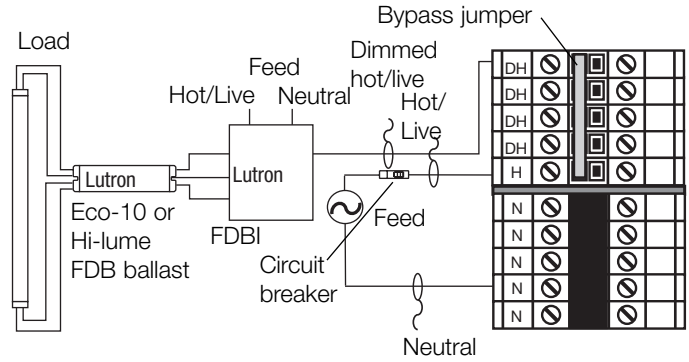 Bypass jumper
Load
Dimmed
hot/live
Feed
Hot/Live
Neutral
Hot/
Live
DH
DH
DH
DH
H
Lutron
Lutron
Eco-10 or
Hi-lume
FDB ballast
FDBI
Feed
Circuit
breaker
Neutral
N
N
N
N
N